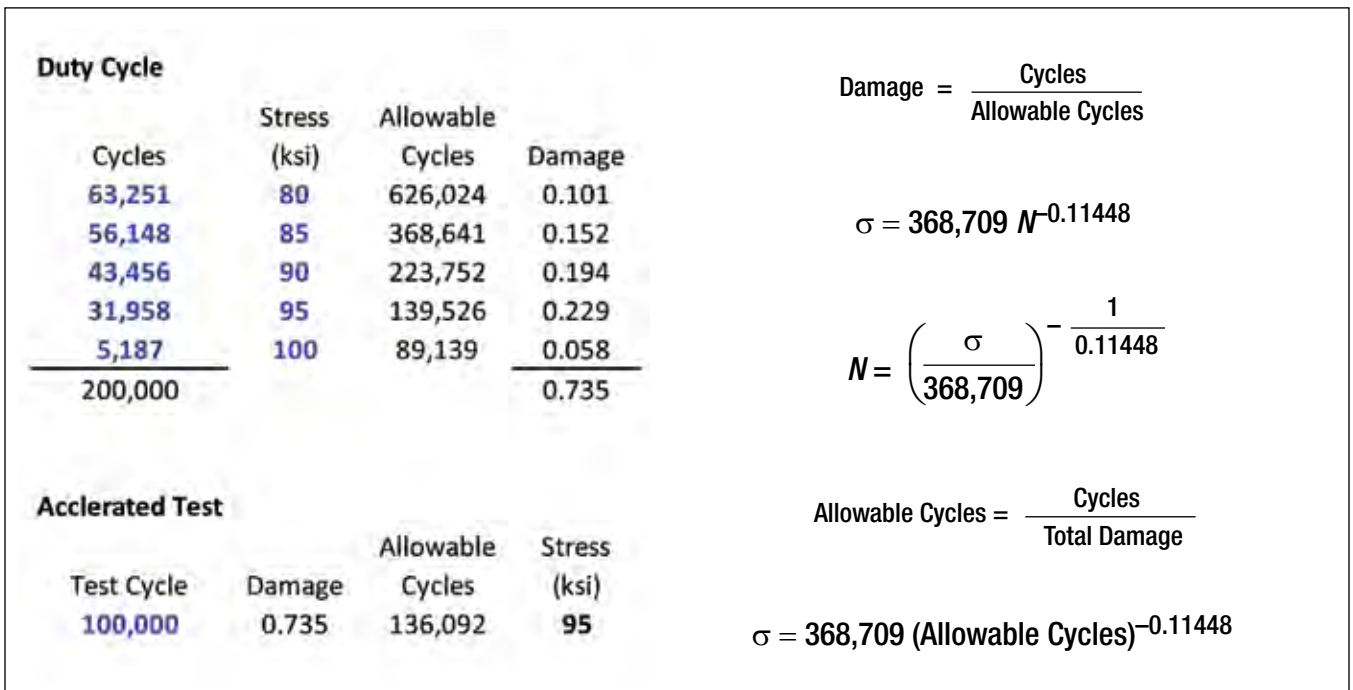 Duty Cycle
Stress Allowable
Cycles (ksi) Cycles Damage
63,251 80 626,024 0.101
56,148 85 368,641 0.152
43,456 90 223,752 0.194
31,958 95 139,526 0.229
5,187 100 89,139 0.058
200,000 0.735
Acclerated Test
Allowable Stress
Test Cycle Damage Cycles (ksi)
100,000 0.735 136,092 95
Damage = Cycles / Allowable Cycles
σ = 368,709 N^–0.11448
N = (σ / 368,709)^– 1 / 0.11448
Allowable Cycles = Cycles / Total Damage
σ = 368,709 (Allowable Cycles)^–0.11448